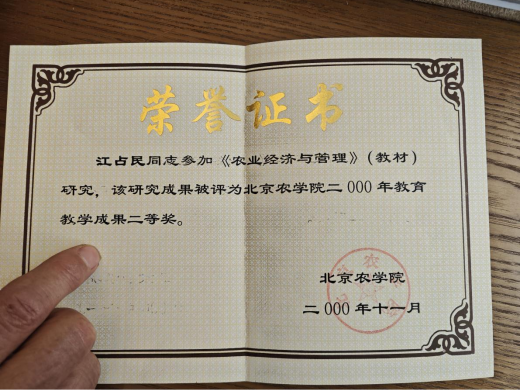 荣誉证书
江占民同志参加《农业经济与管理》(教材)
研究,该研究成果被评为北京农学院二000年教育
教学成果二等奖。
北京农学院
二000年十一月